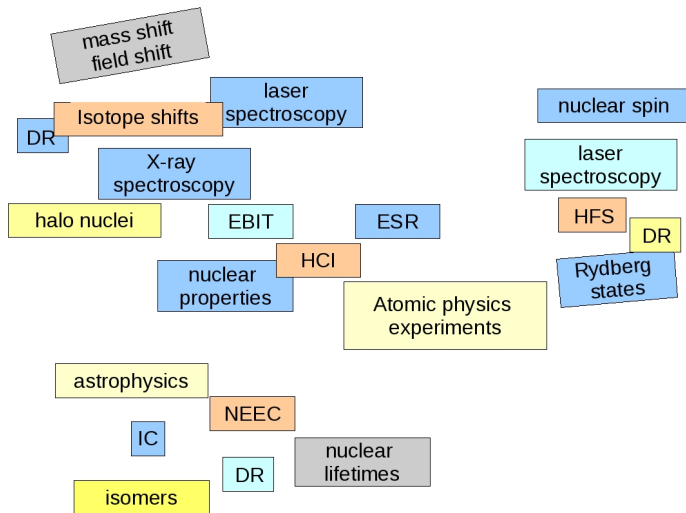 mass shift
field shift
laser
spectroscopy
nuclear spin
Isotope shifts
DR
laser
spectroscopy
X-ray
spectroscopy
halo nuclei
EBIT
ESR
HFS
DR
HCI
nuclear
properties
Rydberg
states
Atomic physics
experiments
astrophysics
NEEC
IC
nuclear
lifetimes
DR
isomers